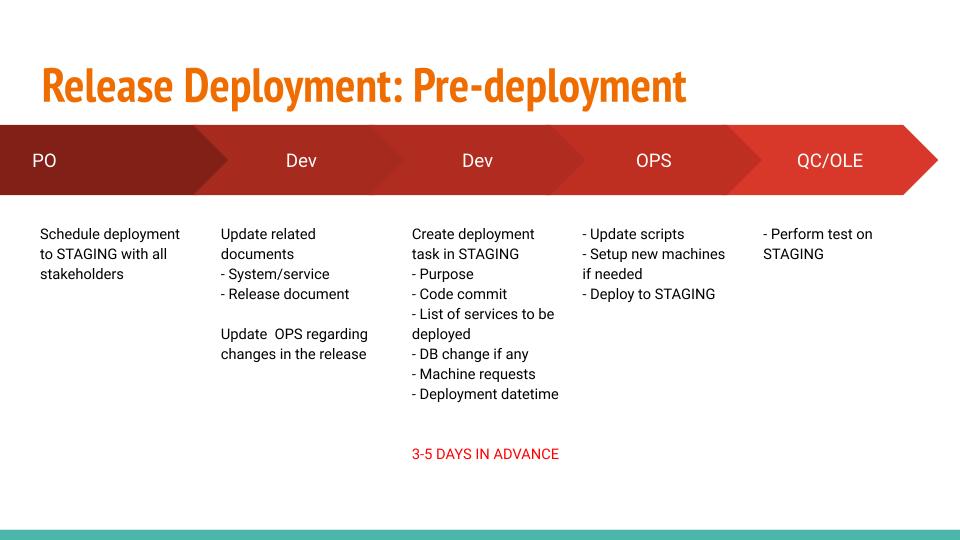 Release Deployment: Pre-deployment
PO
Dev
Dev
OPS
QC/OLE
Schedule deployment
to STAGING with all
stakeholders
Update related
documents
- System/service
- Release document
Update  OPS regarding
changes in the release
Create deployment
task in STAGING
- Purpose
- Code commit
- List of services to be
deployed
- DB change if any
- Machine requests
- Deployment datetime
3-5 DAYS IN ADVANCE
- Update scripts
- Setup new machines
if needed
- Deploy to STAGING
- Perform test on
STAGING